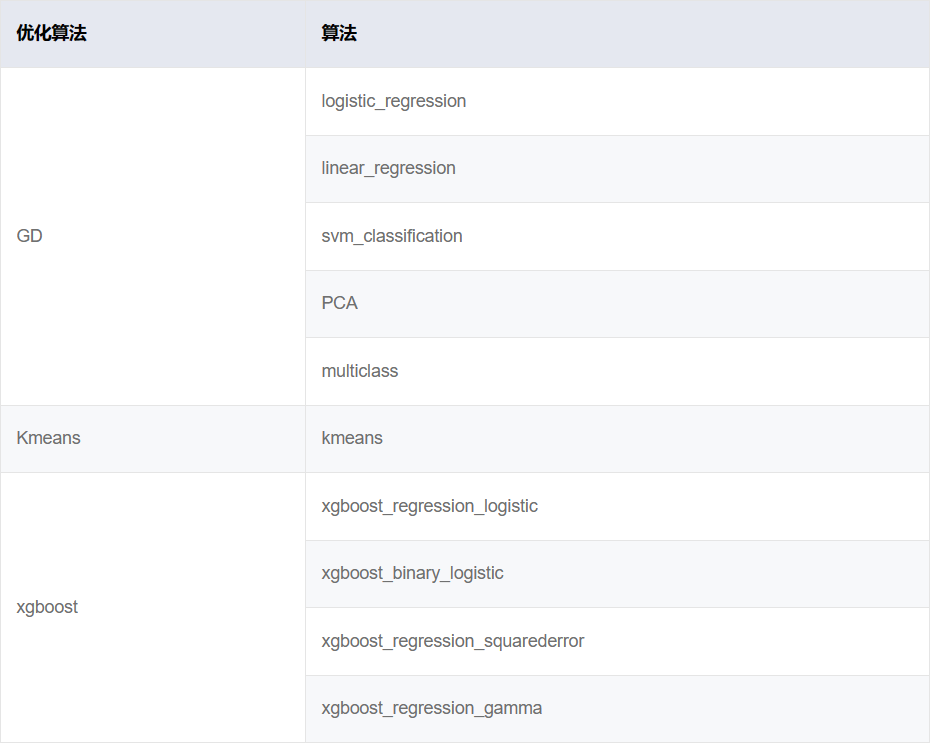 优化算法 算法
logistic_regression
linear_regression
GD svm_classification
PCA
multiclass
Kmeans kmeans
xgboost_regression_logistic
xgboost_binary_logistic
xgboost
xgboost_regression_squarederror
xgboost_regression_gamma